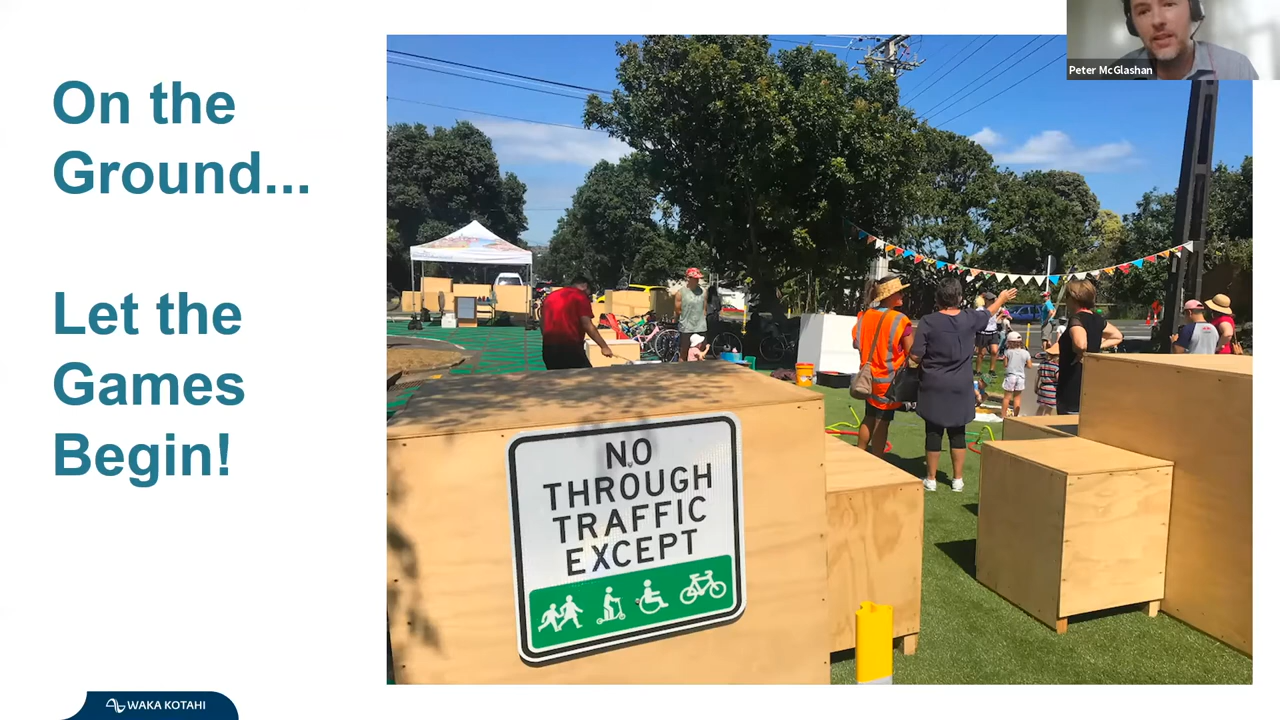 On the
Ground...
Let the
Games
Begin!
Peter McGlashan
NO
THROUGH
TRAFFIC
EXCEPT
WAKA KOTAHI